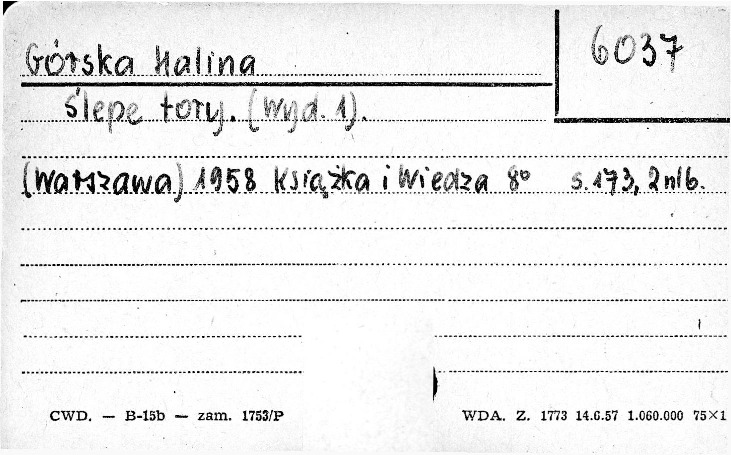 6037
Górska Halina
Ślepe tory. (Wyd. 1).
(Warszawa) 1958 Książka i Wiedza 8° s. 173, 2 nlb.
CWD. — B-15b — zam. 1753/P
WDA. Z. 1773 14.6.57 1.060.000 75×1